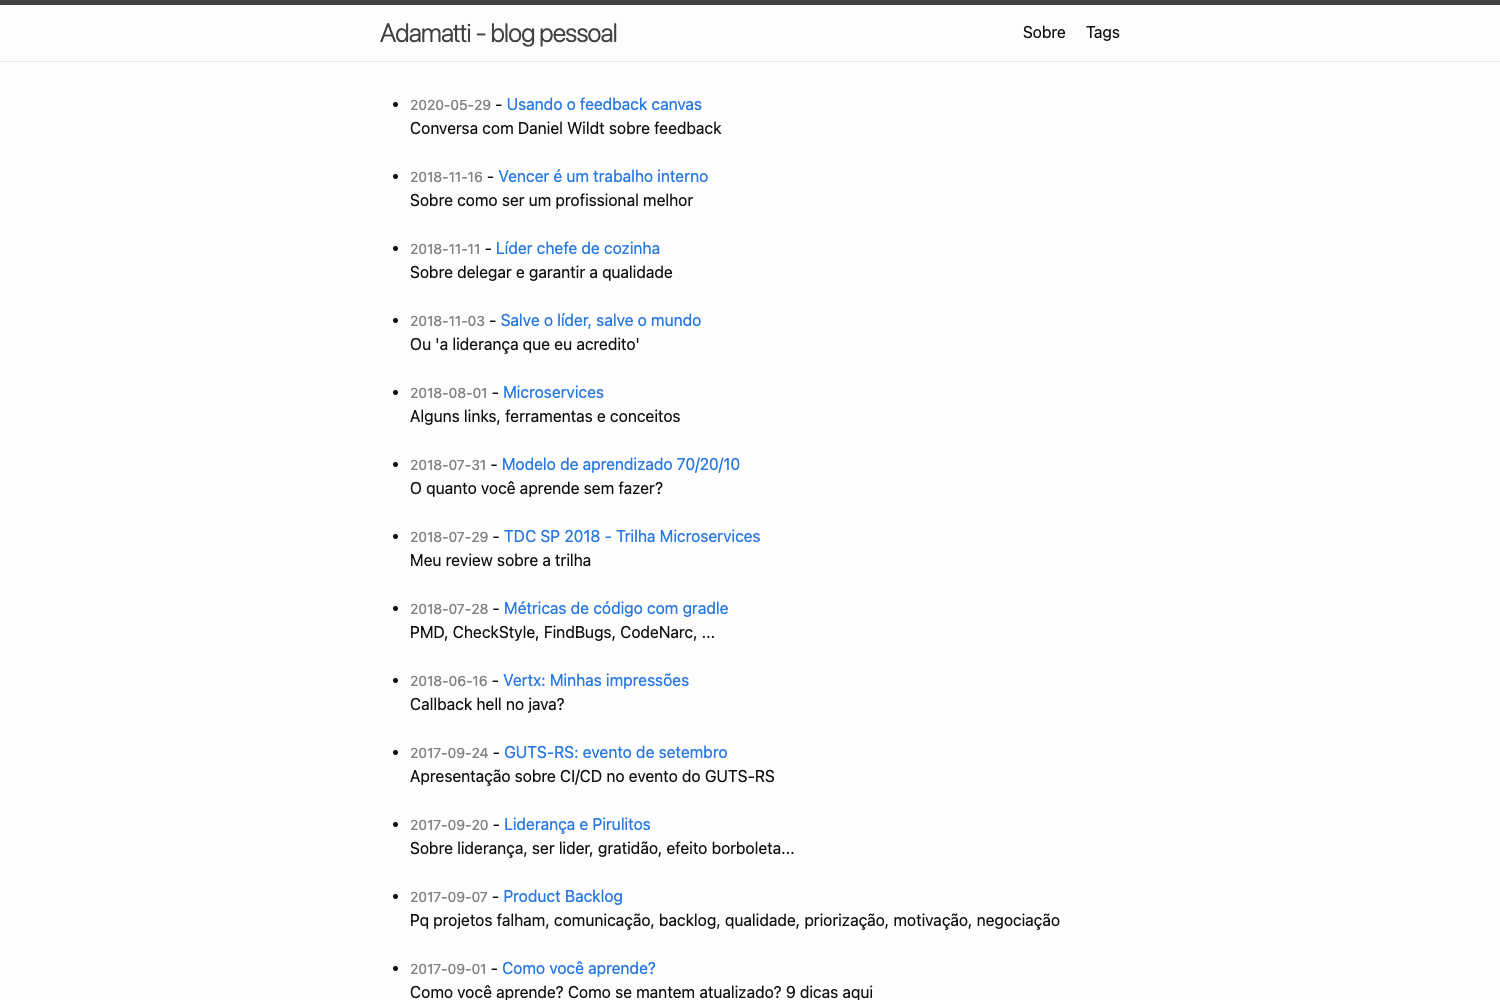 Adamatti - blog pessoal
Sobre Tags
2020-05-29 - Usando o feedback canvas
Conversa com Daniel Wildt sobre feedback
2018-11-16 - Vencer é um trabalho interno
Sobre como ser um profissional melhor
2018-11-11 - Líder chefe de cozinha
Sobre delegar e garantir a qualidade
2018-11-03 - Salve o líder, salve o mundo
Ou 'a liderança que eu acredito'
2018-08-01 - Microservices
Alguns links, ferramentas e conceitos
2018-07-31 - Modelo de aprendizado 70/20/10
O quanto você aprende sem fazer?
2018-07-29 - TDC SP 2018 - Trilha Microservices
Meu review sobre a trilha
2018-07-28 - Métricas de código com gradle
PMD, CheckStyle, FindBugs, CodeNarc, ...
2018-06-16 - Vertx: Minhas impressões
Callback hell no java?
2017-09-24 - GUTS-RS: evento de setembro
Apresentação sobre CI/CD no evento do GUTS-RS
2017-09-20 - Liderança e Pirulitos
Sobre liderança, ser lider, gratidão, efeito borboleta...
2017-09-07 - Product Backlog
Pq projetos falham, comunicação, backlog, qualidade, priorização, motivação, negociação
2017-09-01 - Como você aprende?
Como você aprende? Como se mantem atualizado? 9 dicas aqui